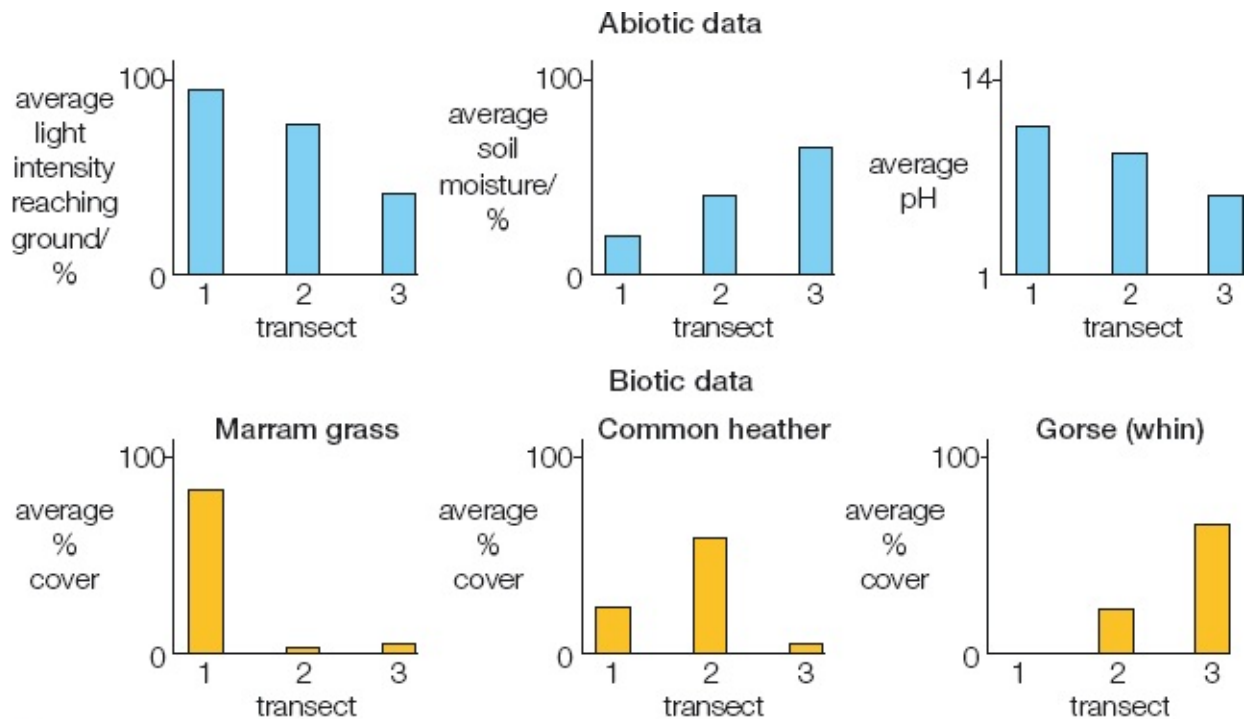 Abiotic data
100
average
light
intensity
reaching
ground/
%
0
1 2 3
transect
100
average
soil
moisture/
%
0
1 2 3
transect
14
average
pH
1
1 2 3
transect
Biotic data
Marram grass
100
average
%
cover
0
1 2 3
transect
Common heather
100
average
%
cover
0
1 2 3
transect
Gorse (whin)
100
average
%
cover
0
1 2 3
transect